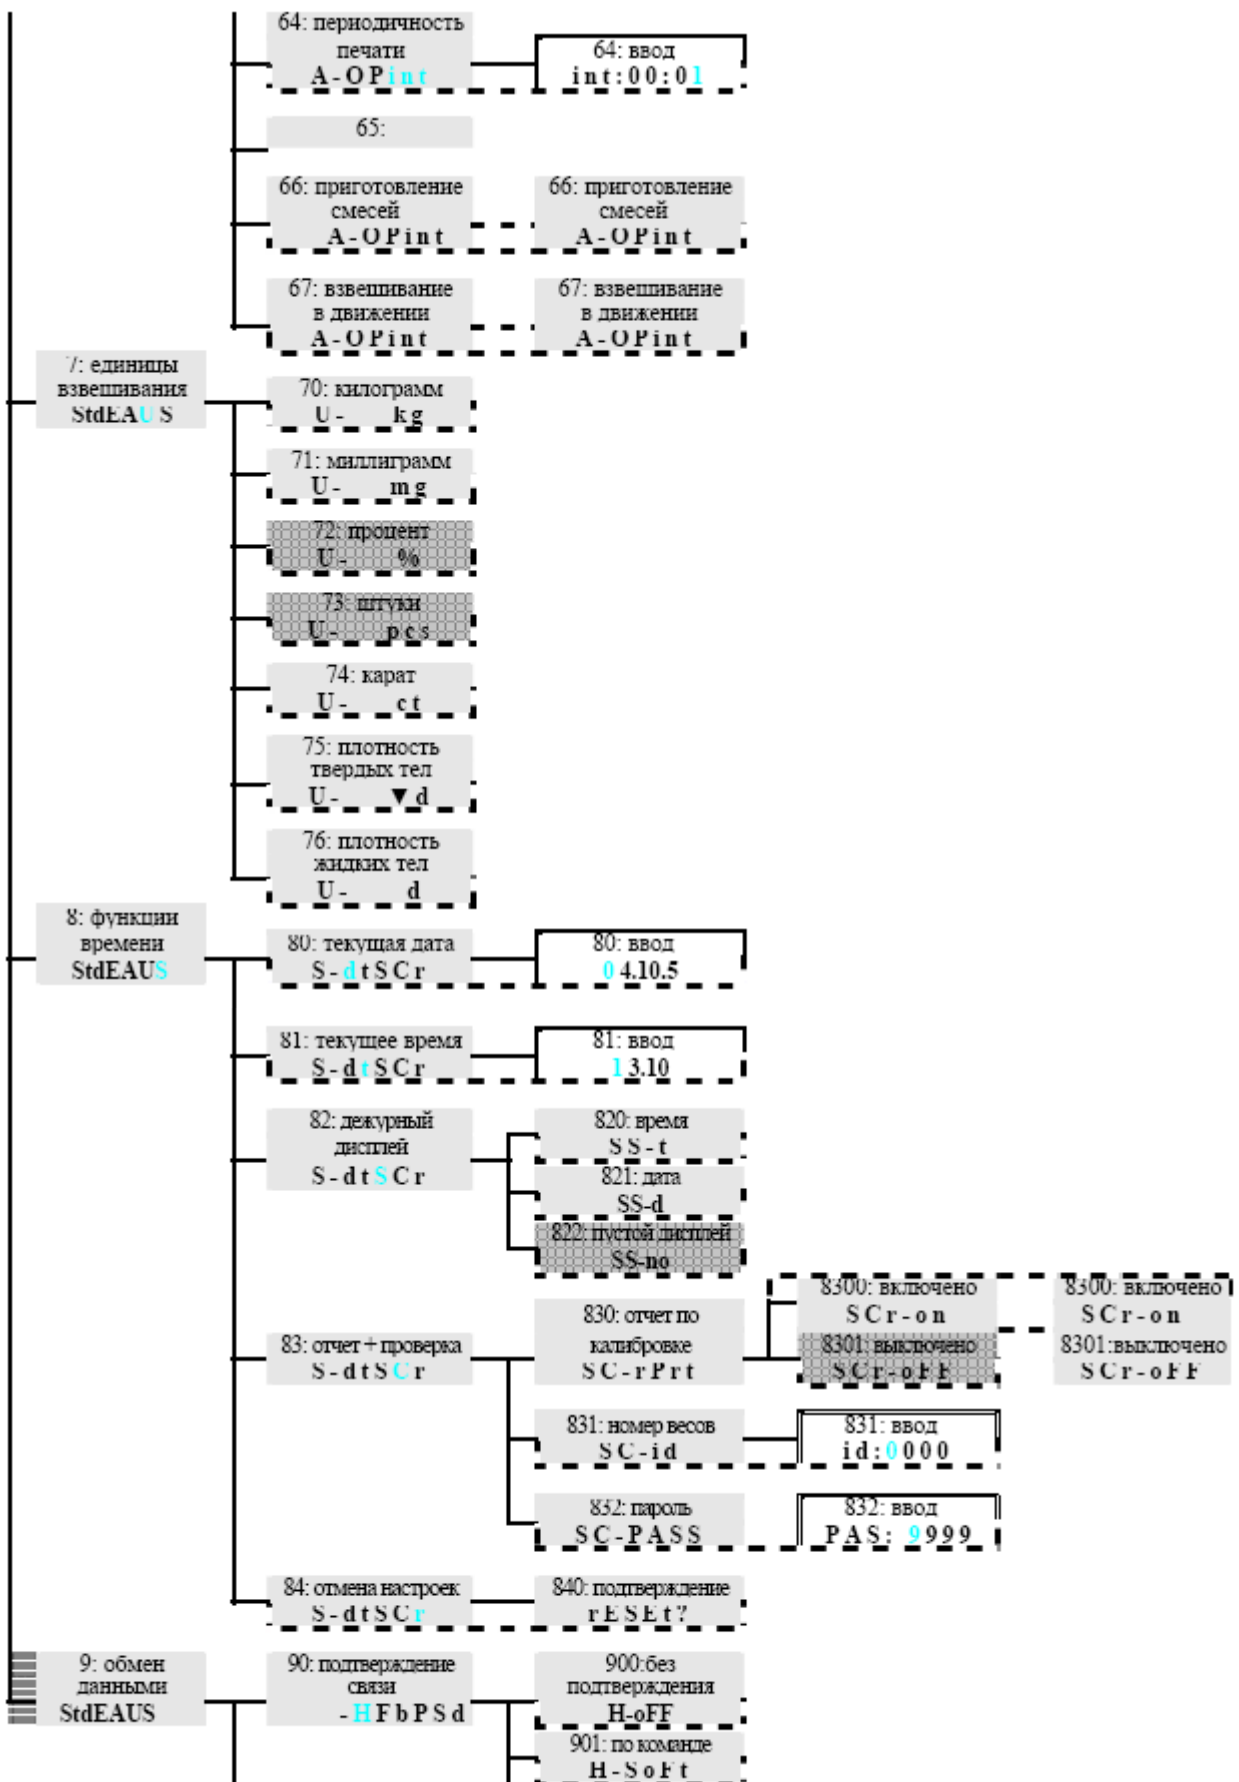 64: периодичность
печати
A-OPint
64: ввод
int:00:01
65:
66: приготовление
смесей
A-OPint
66: приготовление
смесей
A-OPint
67: взвешивание
в движении
A-OPint
67: взвешивание
в движении
A-OPint
7: единицы
взвешивания
StdEAUS
70: килограмм
U- kg
71: миллиграмм
U- mg
72: процент
U- %
73: штуки
U- pcs
74: карат
U- ct
75: плотность
твердых тел
U- ▼d
76: плотность
жидких тел
U- d
8: функции
времени
StdEAUS
80: текущая дата
S-dtSCr
80: ввод
04.10.5
81: текущее время
S-dtSCr
81: ввод
13.10
82: дежурный
дисплей
S-dtSCr
820: время
SS-t
821: дата
SS-d
822: пустой дисплей
SS-no
83: отчет + проверка
S-dtSCr
830: отчет по
калибровке
SC-rPrt
8300: включено
SCr-on
8301: выключено
SCr-oFF
8300: включено
SCr-on
8301:выключено
SCr-oFF
831: номер весов
SC-id
831: ввод
id:0000
832: пароль
SC-PASS
832: ввод
PAS: 9999
84: отмена настроек
S-dtSCr
840: подтверждение
rESEt?
9: обмен
данными
StdEAUS
90: подтверждение
связи
-HFbPSd
900:без
подтверждения
H-oFF
901: по команде
H-SoFt